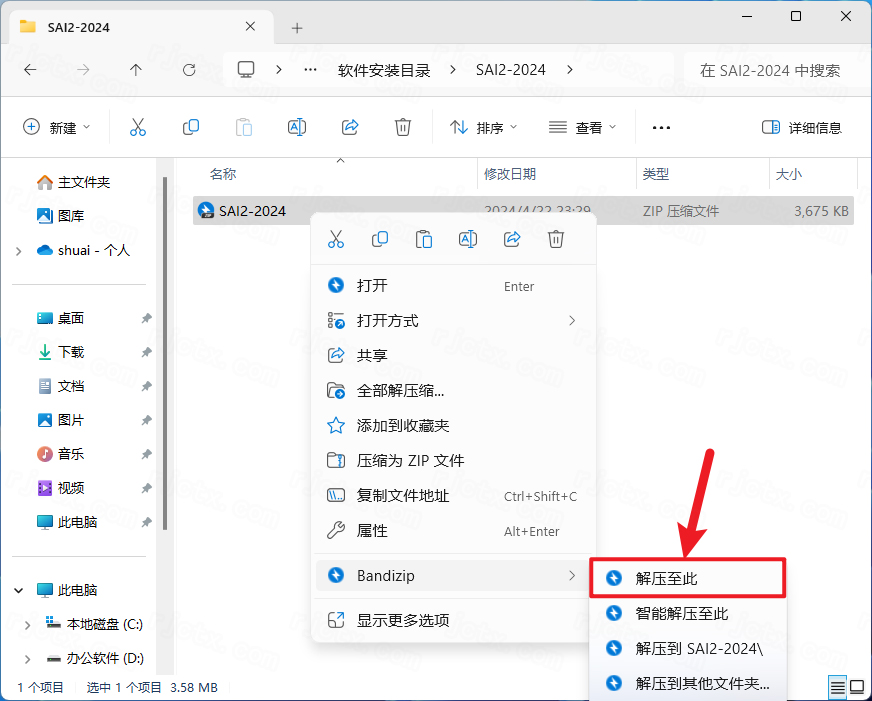 SAI2-2024
软件安装目录
SAI2-2024
在 SAI2-2024 中搜索
新建
排序
查看
详细信息
主文件夹
图库
shuai - 个人
桌面
下载
文档
图片
音乐
视频
此电脑
此电脑
本地磁盘 (C:)
办公软件 (D:)
名称
修改日期
类型
大小
SAI2-2024
2024/4/22 23:29
ZIP 压缩文件
3,675 KB
打开
Enter
打开方式
共享
全部解压缩...
添加到收藏夹
压缩为 ZIP 文件
复制文件地址
Ctrl+Shift+C
属性
Alt+Enter
Bandizip
显示更多选项
解压至此
智能解压至此
解压到 SAI2-2024\
解压到其他文件夹...
1 个项目
选中 1 个项目
3.58 MB